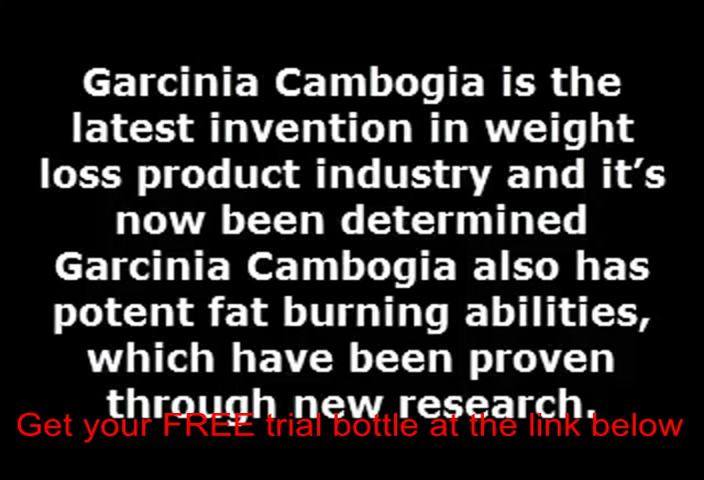 Garcinia Cambogia is the
latest invention in weight
loss product industry and it’s
now been determined
Garcinia Cambogia also has
potent fat burning abilities,
which have been proven
through new research.
Get your FREE trial bottle at the link below